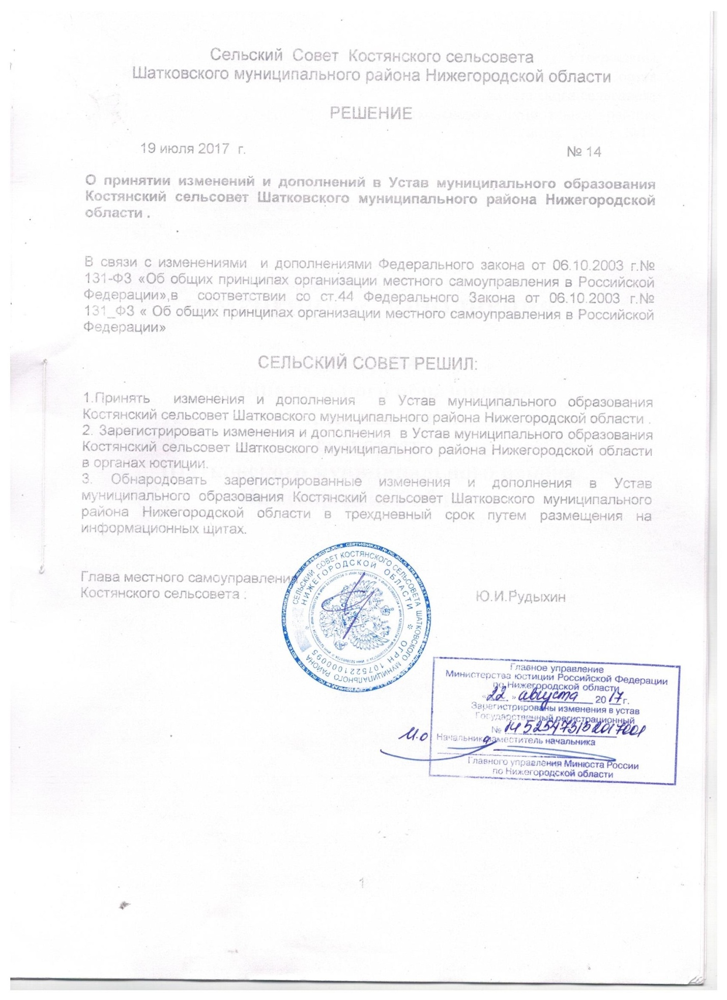 Сельский Совет Костянского сельсовета
Шатковского муниципального района Нижегородской области
РЕШЕНИЕ
19 июля 2017 г. № 14
О принятии изменений и дополнений в Устав муниципального образования
Костянский сельсовет Шатковского муниципального района Нижегородской
области .
В связи с изменениями и дополнениями Федерального закона от 06.10.2003 г.№
131-ФЗ «Об общих принципах организации местного самоуправления в Российской
Федерации»,в соответствии со ст.44 Федерального Закона от 06.10.2003 г.№
131_ФЗ « Об общих принципах организации местного самоуправления в Российской
Федерации»
СЕЛЬСКИЙ СОВЕТ РЕШИЛ:
1.Принять изменения и дополнения в Устав муниципального образования
Костянский сельсовет Шатковского муниципального района Нижегородской области .
2. Зарегистрировать изменения и дополнения в Устав муниципального образования
Костянский сельсовет Шатковского муниципального района Нижегородской области
в органах юстиции.
3. Обнародовать зарегистрированные изменения и дополнения в Устав
муниципального образования Костянский сельсовет Шатковского муниципального
района Нижегородской области в трехдневный срок путем размещения на
информационных щитах.
Глава местного самоуправления
Костянского сельсовета : Ю.И.Рудыхин
СЕЛЬСКИЙ СОВЕТ КОСТЯНСКОГО СЕЛЬСОВЕТА ШАТКОВСКОГО МУНИЦИПАЛЬНОГО РАЙОНА
НИЖЕГОРОДСКОЙ ОБЛАСТИ * ОГРН 1075221000095
Главное управление
Министерства юстиции Российской Федерации
по Нижегородской области
« 22 » августа 20 17 г.
Зарегистрированы изменения в устав
Государственный регистрационный
№
И.о Начальника заместитель начальника
Главного управления Минюста России
по Нижегородской области
1